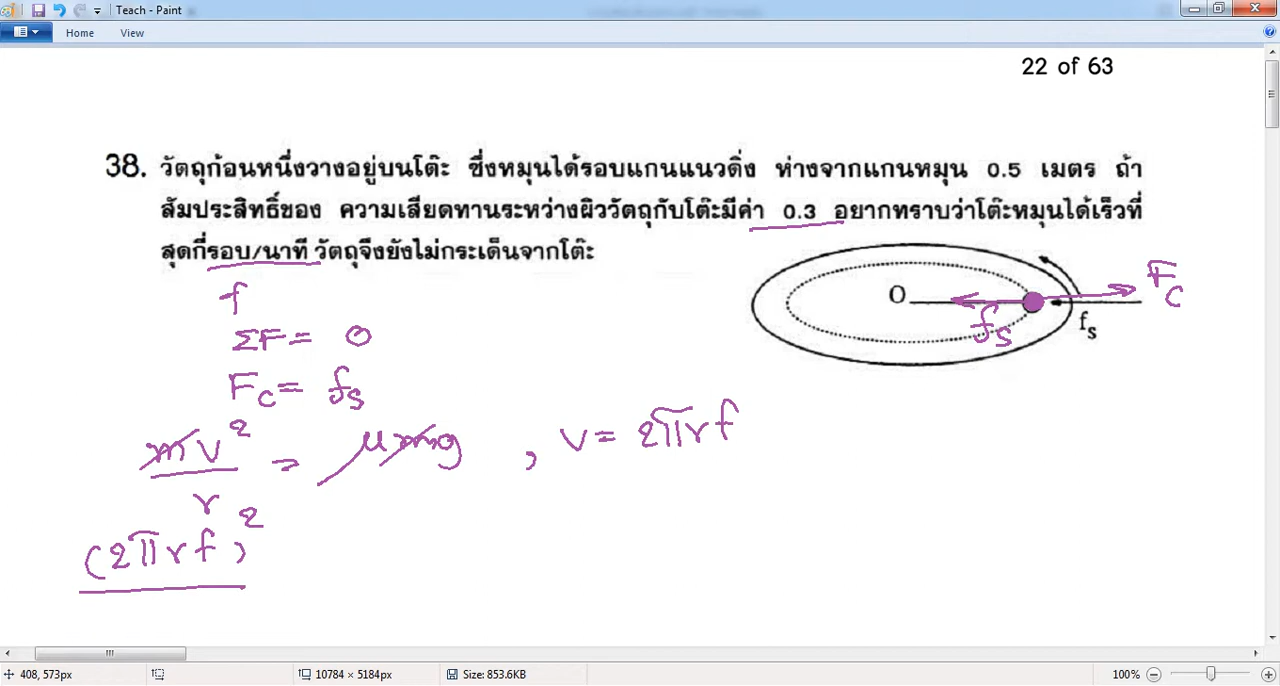 Teach - Paint
Home View
22 of 63
38. วัตถุก้อนหนึ่งวางอยู่บนโต๊ะ ซึ่งหมุนได้รอบแกนแนวดิ่ง ห่างจากแกนหมุน 0.5 เมตร ถ้า
สัมประสิทธิ์ของ ความเสียดทานระหว่างผิววัตถุกับโต๊ะมีค่า 0.3 อยากทราบว่าโต๊ะหมุนได้เร็วที่
สุดกี่รอบ/นาที วัตถุจึงยังไม่กระเด็นจากโต๊ะ
f
O
fs
Fc
fs
ΣF = 0
Fc = fs
mv²/r = μmg , v = 2πrf
(2πrf)²
408, 573px 10784 × 5184px Size: 853.6KB 100%